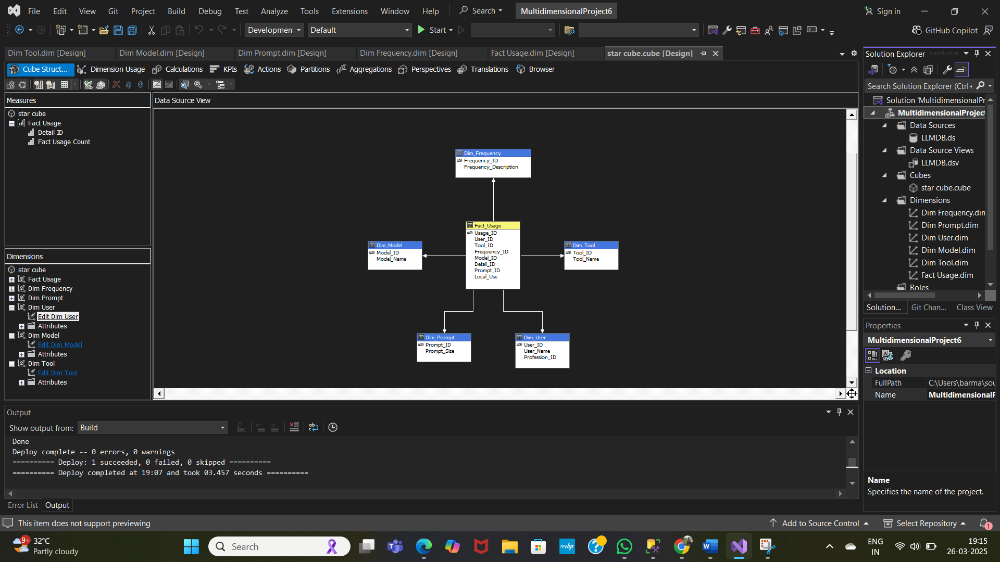 File Edit View Git Project Build Debug Test Analyze Tools Extensions Window Help Search MultidimensionalProject6 Sign in
Development Default Start GitHub Copilot
Dim Tool.dim [Design] Dim Model.dim [Design] Dim Prompt.dim [Design] Dim Frequency.dim [Design] Fact Usage.dim [Design] star cube.cube [Design]
Cube Struct... Dimension Usage Calculations KPIs Actions Partitions Aggregations Perspectives Translations Browser
Measures
star cube
Fact Usage
Detail ID
Fact Usage Count
Dimensions
star cube
Fact Usage
Dim Frequency
Dim Prompt
Dim User
Edit Dim User
Attributes
Dim Model
Edit Dim Model
Attributes
Dim Tool
Edit Dim Tool
Attributes
Data Source View
Dim_Frequency
Frequency_ID
Frequency_Description
Fact_Usage
Usage_ID
User_ID
Tool_ID
Frequency_ID
Model_ID
Detail_ID
Prompt_ID
Local_Use
Dim_Model
Model_ID
Model_Name
Dim_Tool
Tool_ID
Tool_Name
Dim_Prompt
Prompt_ID
Prompt_Size
Dim_User
User_ID
User_Name
Profession_ID
Output
Show output from: Build
Done
Deploy complete -- 0 errors, 0 warnings
========== Deploy: 1 succeeded, 0 failed, 0 skipped ==========
========== Deploy completed at 19:07 and took 03.457 seconds ==========
Error List Output
Solution Explorer
Search Solution Explorer (Ctrl+
Solution 'MultidimensionalPr
MultidimensionalProject
Data Sources
LLMDB.ds
Data Source Views
LLMDB.dsv
Cubes
star cube.cube
Dimensions
Dim Frequency.din
Dim Prompt.dim
Dim User.dim
Dim Model.dim
Dim Tool.dim
Fact Usage.dim
Roles
Solution... Git Chan... Class View
Properties
MultidimensionalProject6
Location
FullPath C:\Users\barma\sou
Name MultidimensionalP
Name
Specifies the name of the project.
This item does not support previewing Add to Source Control Select Repository 1
9+ 32°C
Partly cloudy
Search
myhp
ENG
IN
19:15
26-03-2025